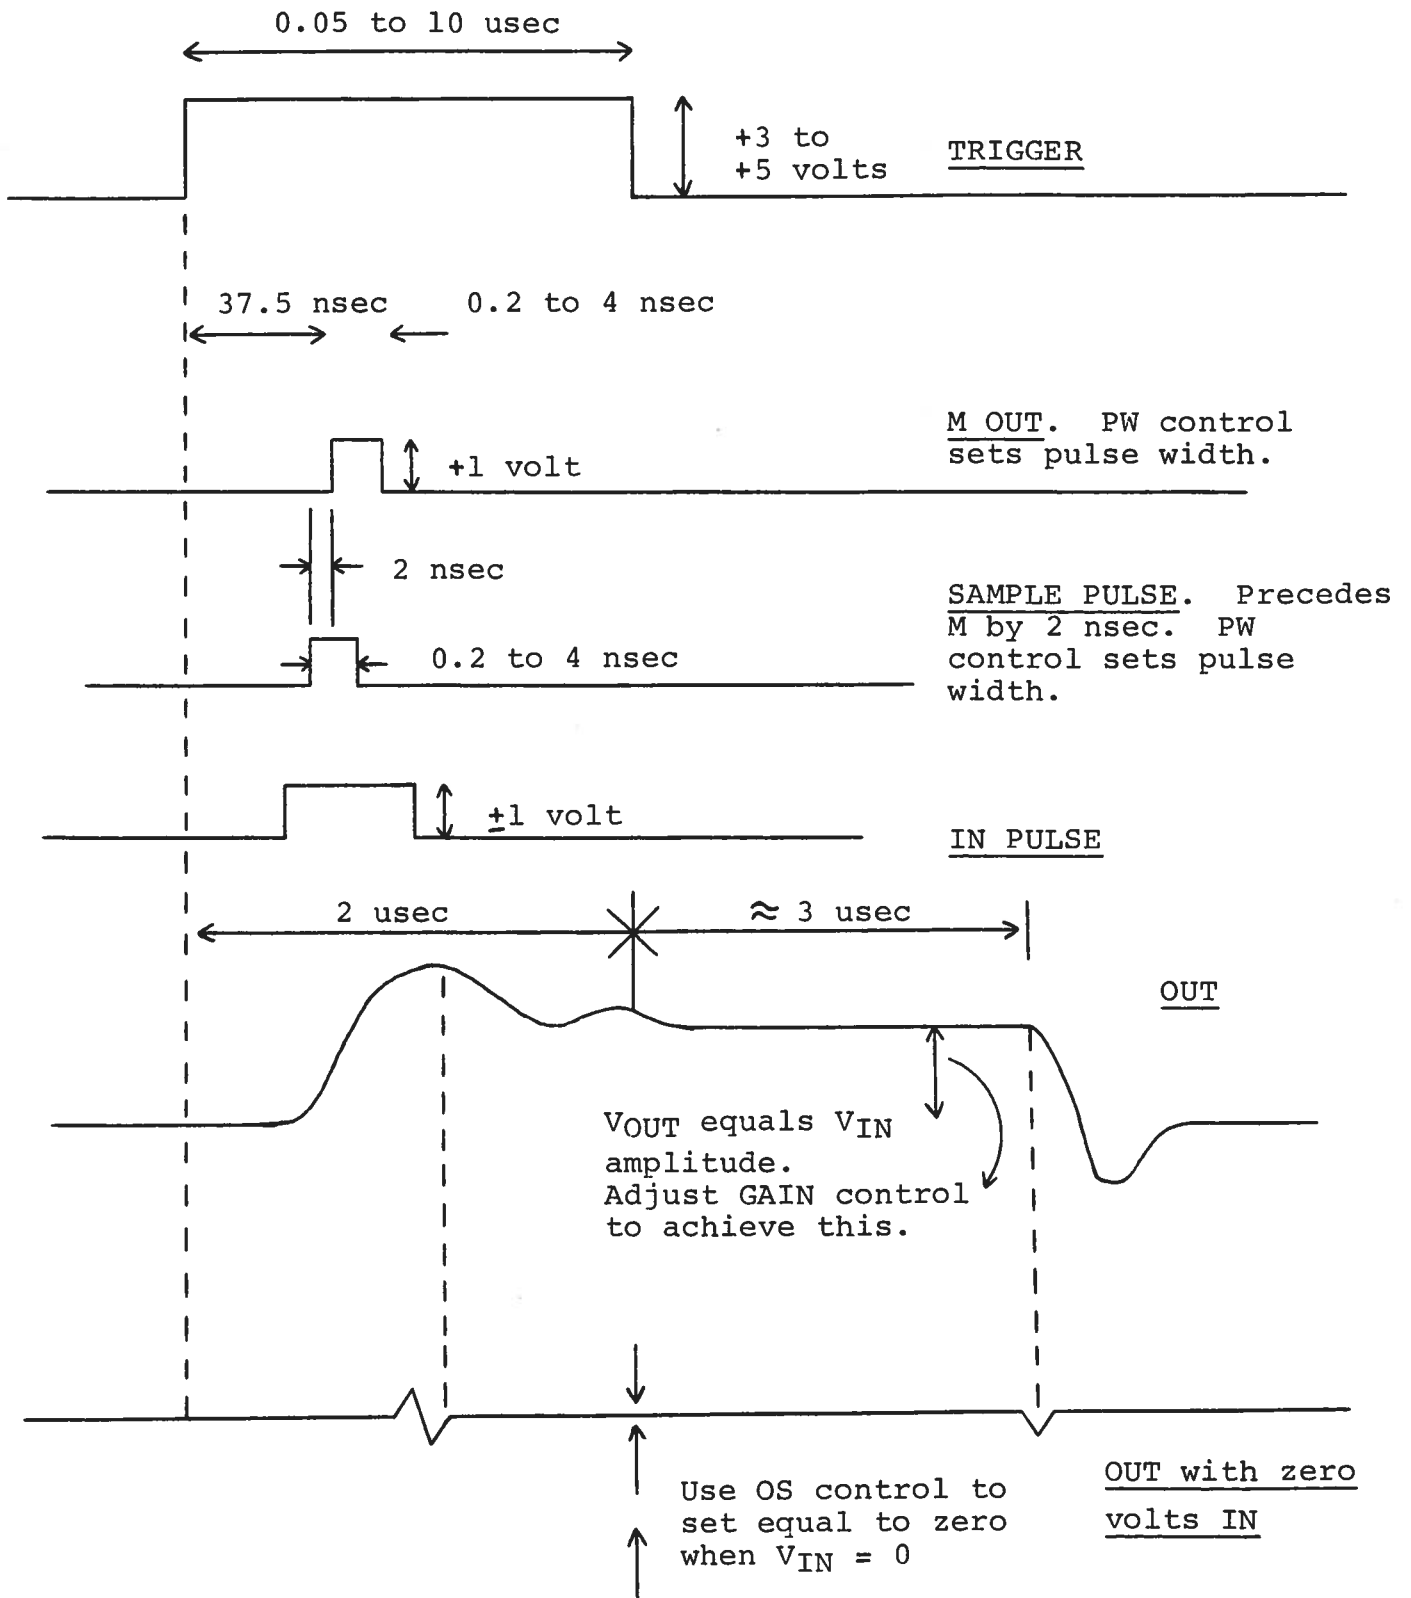 0.05 to 10 usec
+3 to
+5 volts
TRIGGER
37.5 nsec
0.2 to 4 nsec
M OUT. PW control
sets pulse width.
+1 volt
2 nsec
SAMPLE PULSE. Precedes
M by 2 nsec. PW
control sets pulse
width.
0.2 to 4 nsec
±1 volt
IN PULSE
2 usec
≈ 3 usec
OUT
VOUT equals VIN
amplitude.
Adjust GAIN control
to achieve this.
Use OS control to
set equal to zero
when VIN = 0
OUT with zero
volts IN